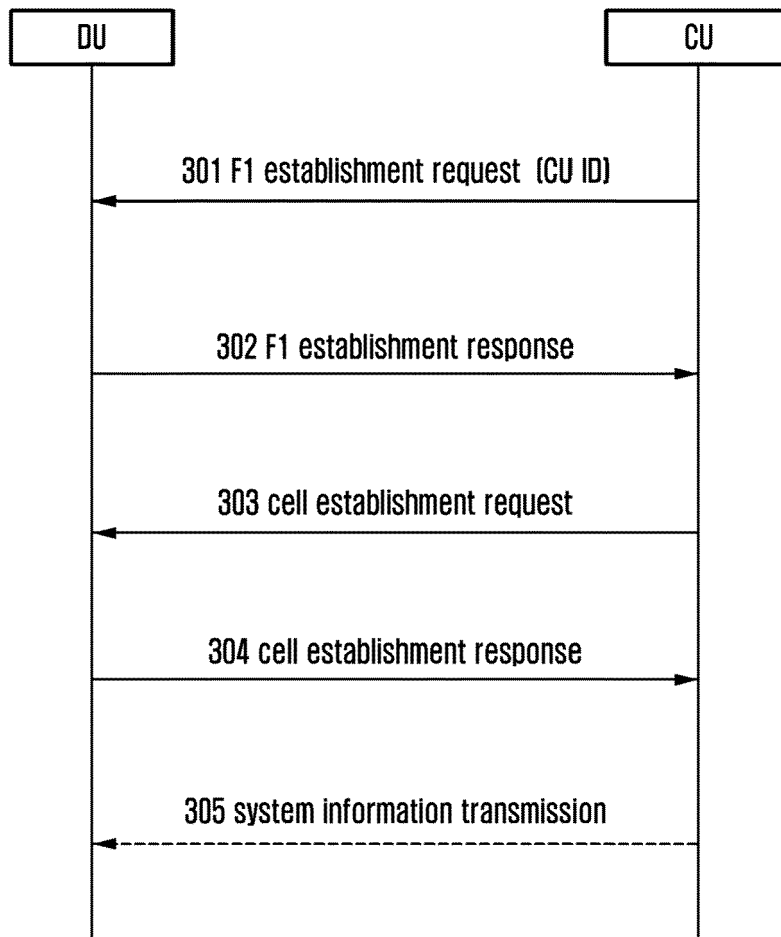 DU
CU
301 F1 establishment request (CU ID)
302 F1 establishment response
303 cell establishment request
304 cell establishment response
305 system information transmission